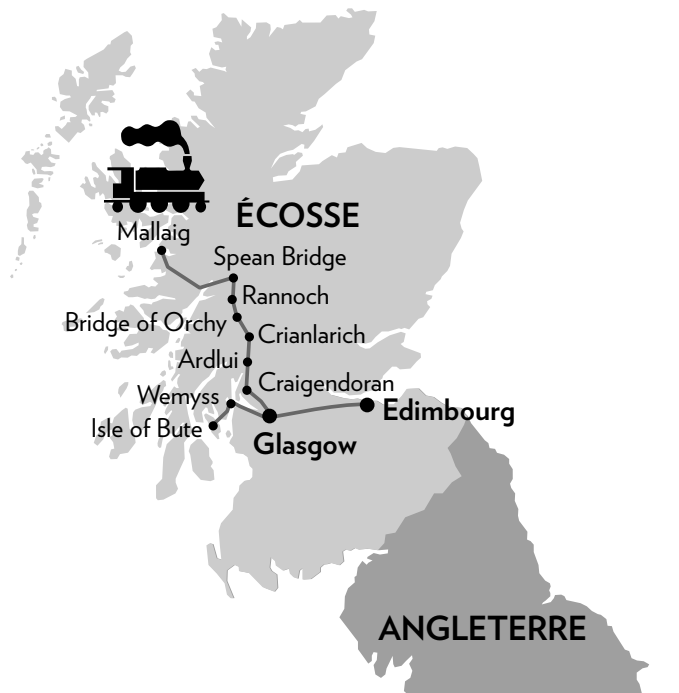 ÉCOSSE
Mallaig
Spean Bridge
Rannoch
Bridge of Orchy
Crianlarich
Ardlui
Craigendoran
Wemyss
Edimbourg
Isle of Bute
Glasgow
ANGLETERRE